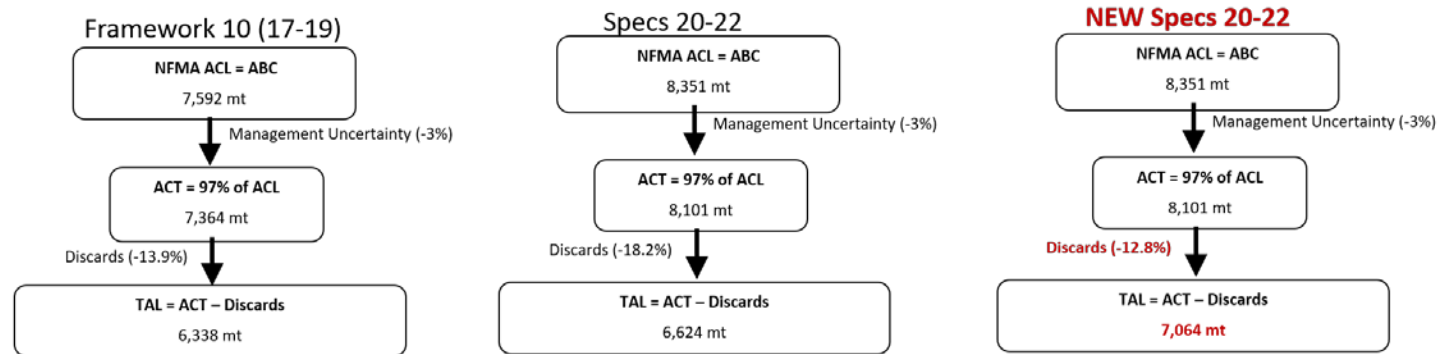 Framework 10 (17-19)
NFMA ACL = ABC
7,592 mt
Management Uncertainty (-3%)
ACT = 97% of ACL
7,364 mt
Discards (-13.9%)
TAL = ACT – Discards
6,338 mt
Specs 20-22
NFMA ACL = ABC
8,351 mt
Management Uncertainty (-3%)
ACT = 97% of ACL
8,101 mt
Discards (-18.2%)
TAL = ACT – Discards
6,624 mt
NEW Specs 20-22
NFMA ACL = ABC
8,351 mt
Management Uncertainty (-3%)
ACT = 97% of ACL
8,101 mt
Discards (-12.8%)
TAL = ACT – Discards
7,064 mt